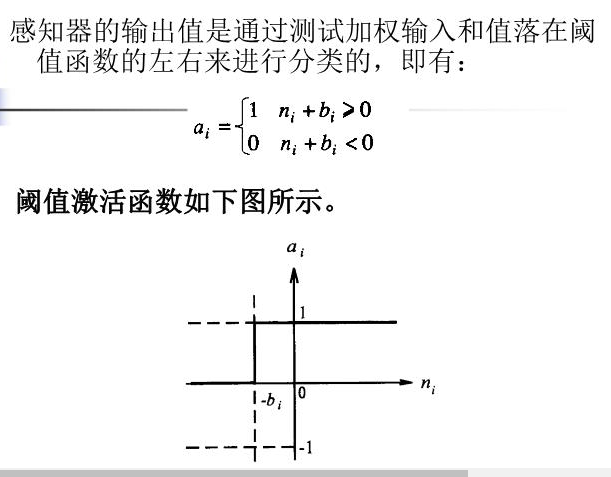 感知器的输出值是通过测试加权输入和值落在阈
值函数的左右来进行分类的，即有：
a_i = {1 n_i + b_i ⩾ 0
0 n_i + b_i < 0
阈值激活函数如下图所示。
a_i
1
n_i
-b_i 0
-1